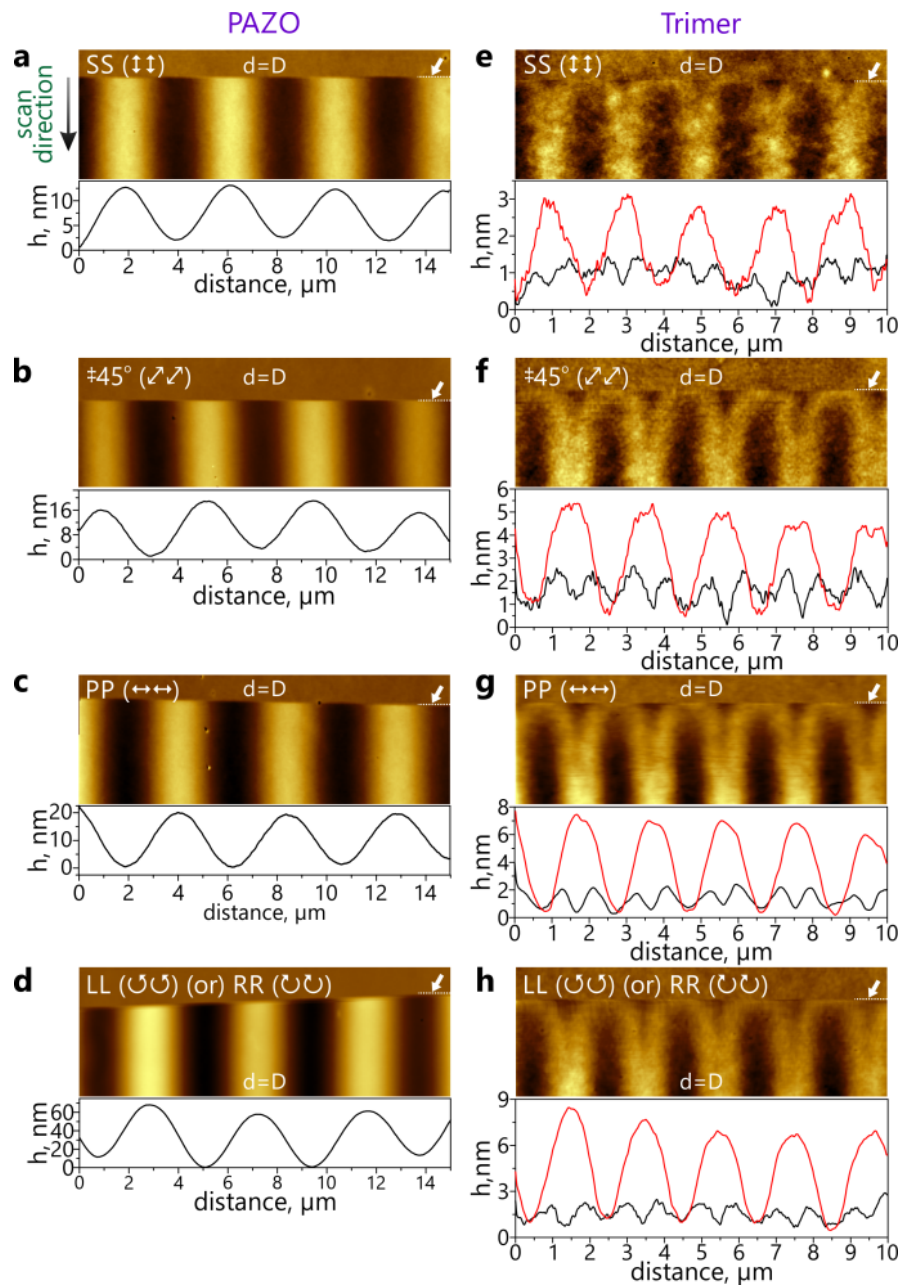 PAZO
Trimer
a
SS (↕↕)
d=D
scan direction
h, nm
10
5
0
0 2 4 6 8 10 12 14
distance, μm
e
SS (↕↕)
d=D
h,nm
3
2
1
0
0 1 2 3 4 5 6 7 8 9 10
distance, μm
b
‡45° (⤢⤢)
d=D
h, nm
16
8
0
0 2 4 6 8 10 12 14
distance, μm
f
‡45° (⤢⤢)
d=D
h,nm
6
5
4
3
2
1
0
0 1 2 3 4 5 6 7 8 9 10
distance, μm
c
PP (↔↔)
d=D
h, nm
20
10
0
0 2 4 6 8 10 12 14
distance, μm
g
PP (↔↔)
d=D
h,nm
8
6
4
2
0
0 1 2 3 4 5 6 7 8 9 10
distance, μm
d
LL (↺↺) (or) RR (↻↻)
d=D
h, nm
60
40
20
0
0 2 4 6 8 10 12 14
distance, μm
h
LL (↺↺) (or) RR (↻↻)
d=D
h,nm
9
6
3
0
0 1 2 3 4 5 6 7 8 9 10
distance, μm